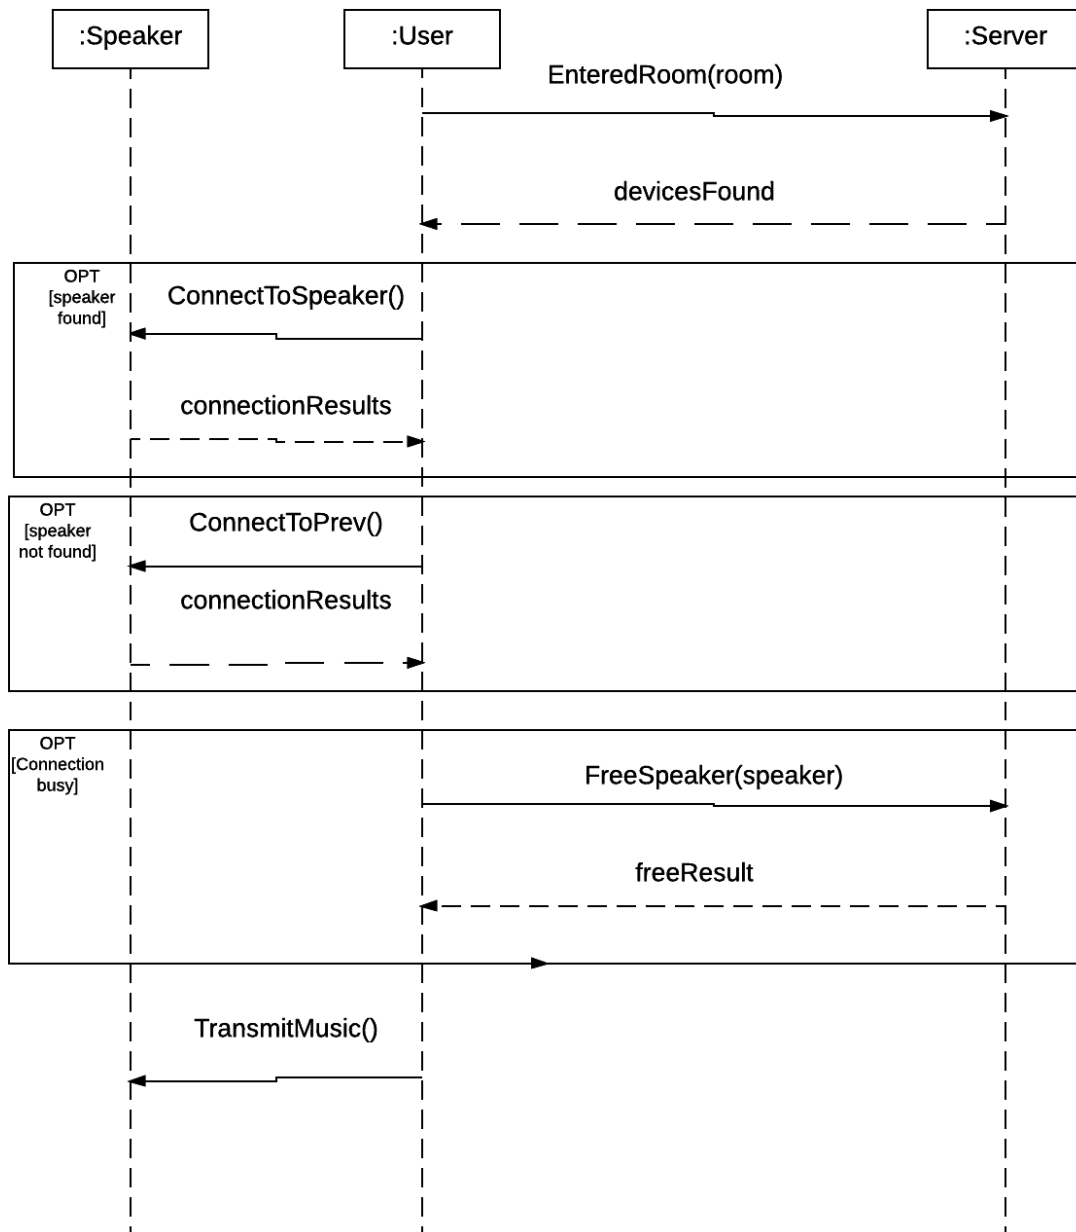 :Speaker
:User
:Server
EnteredRoom(room)
devicesFound
OPT
[speaker
found]
ConnectToSpeaker()
connectionResults
OPT
[speaker
not found]
ConnectToPrev()
connectionResults
OPT
[Connection
busy]
FreeSpeaker(speaker)
freeResult
TransmitMusic()